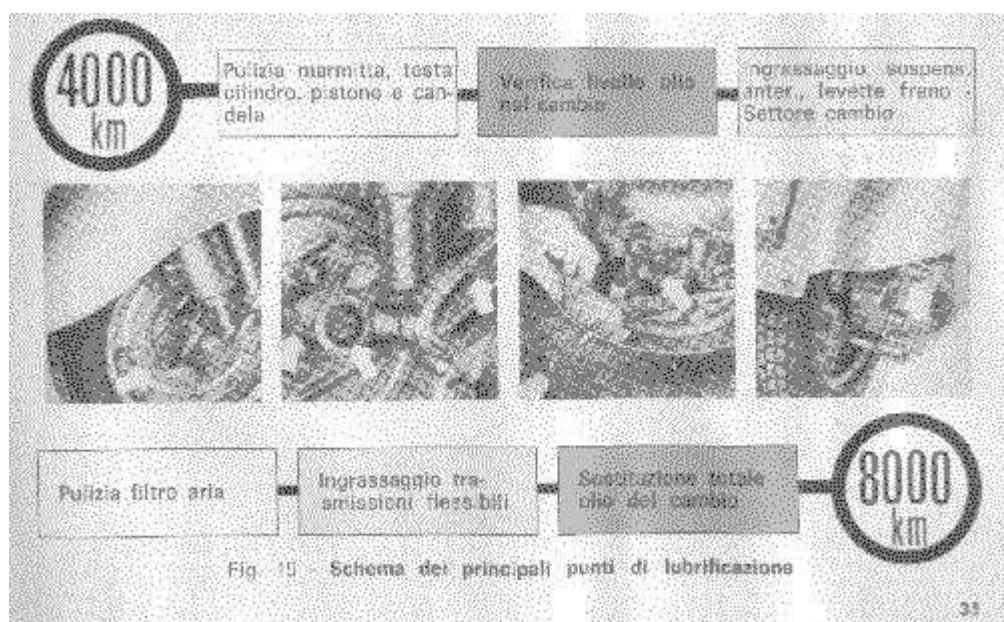 4000
km
Pulizia marmitta, testa
cilindro, pistone e can-
dela
Verifica livello olio
nel cambio
Ingrassaggio sospens.
anter., levette freno -
Settore cambio
Pulizia filtro aria
Ingrassaggio tra-
smissioni flessibili
Sostituzione totale
olio del cambio
8000
km
Fig. 15 - Schema dei principali punti di lubrificazione
33